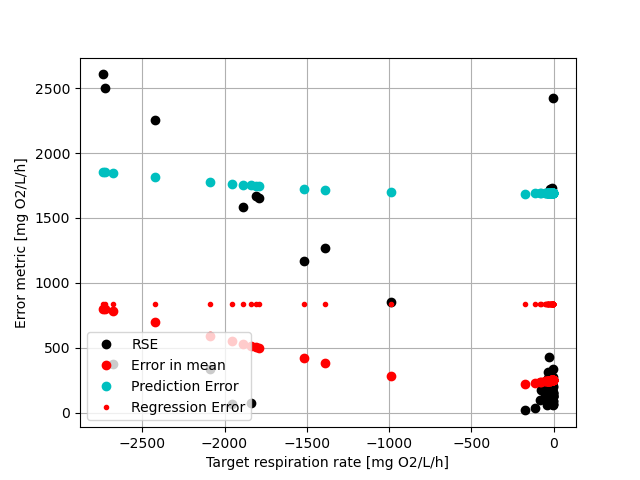 2500
2000
1500
1000
500
0
Error metric [mg O2/L/h]
RSE
Error in mean
Prediction Error
Regression Error
−2500
−2000
−1500
−1000
−500
0
Target respiration rate [mg O2/L/h]